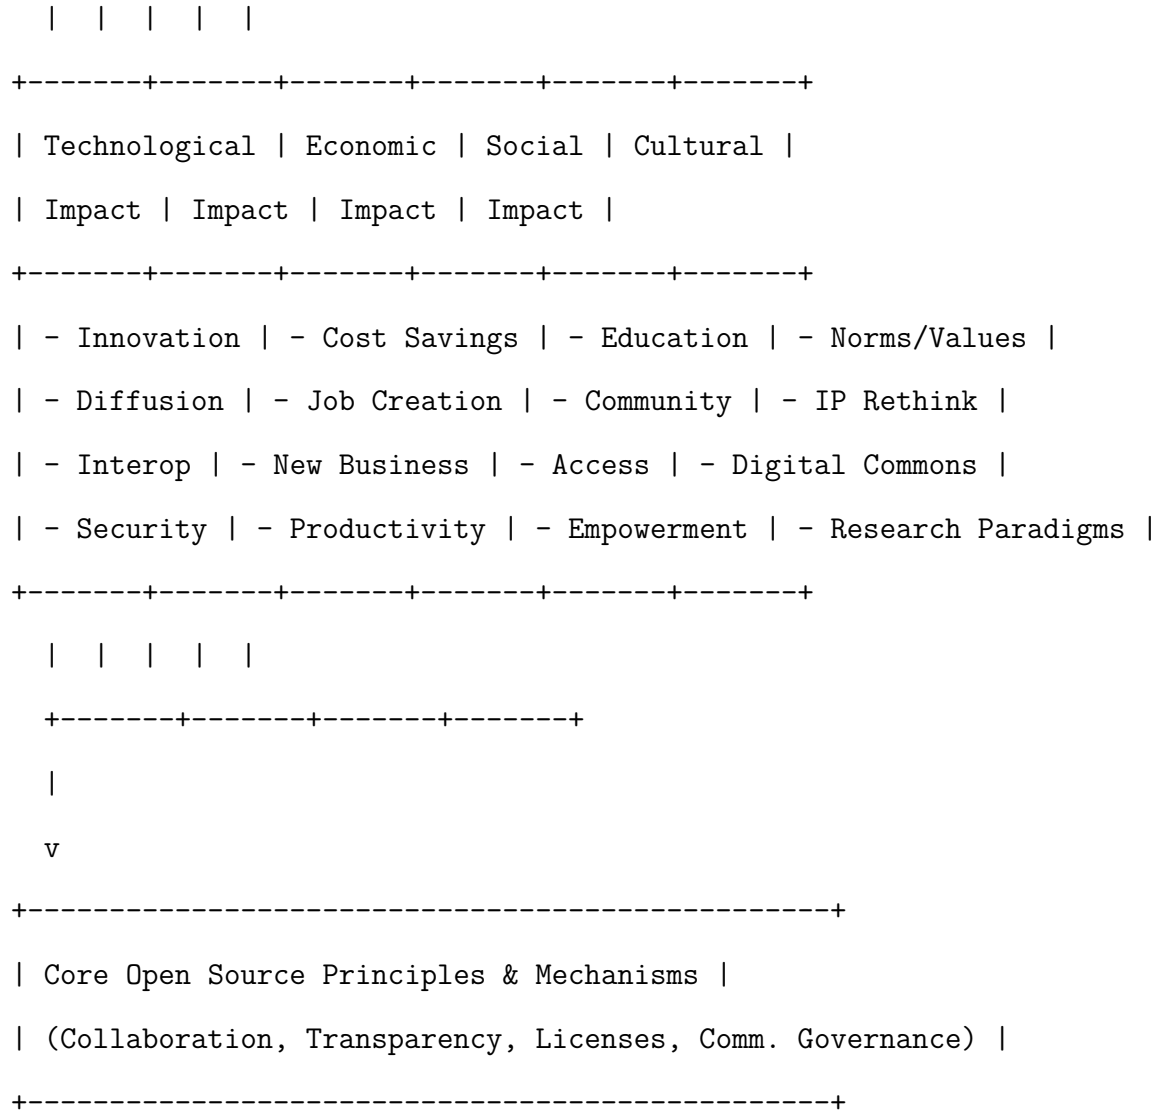 | | | | |
+-------+-------+-------+-------+-------+-------+
| Technological | Economic | Social | Cultural |
| Impact | Impact | Impact | Impact |
+-------+-------+-------+-------+-------+-------+
| - Innovation | - Cost Savings | - Education | - Norms/Values |
| - Diffusion | - Job Creation | - Community | - IP Rethink |
| - Interop | - New Business | - Access | - Digital Commons |
| - Security | - Productivity | - Empowerment | - Research Paradigms |
+-------+-------+-------+-------+-------+-------+
| | | | |
+-------+-------+-------+-------+
|
v
+-------------------------------------------------+
| Core Open Source Principles & Mechanisms |
| (Collaboration, Transparency, Licenses, Comm. Governance) |
+-------------------------------------------------+